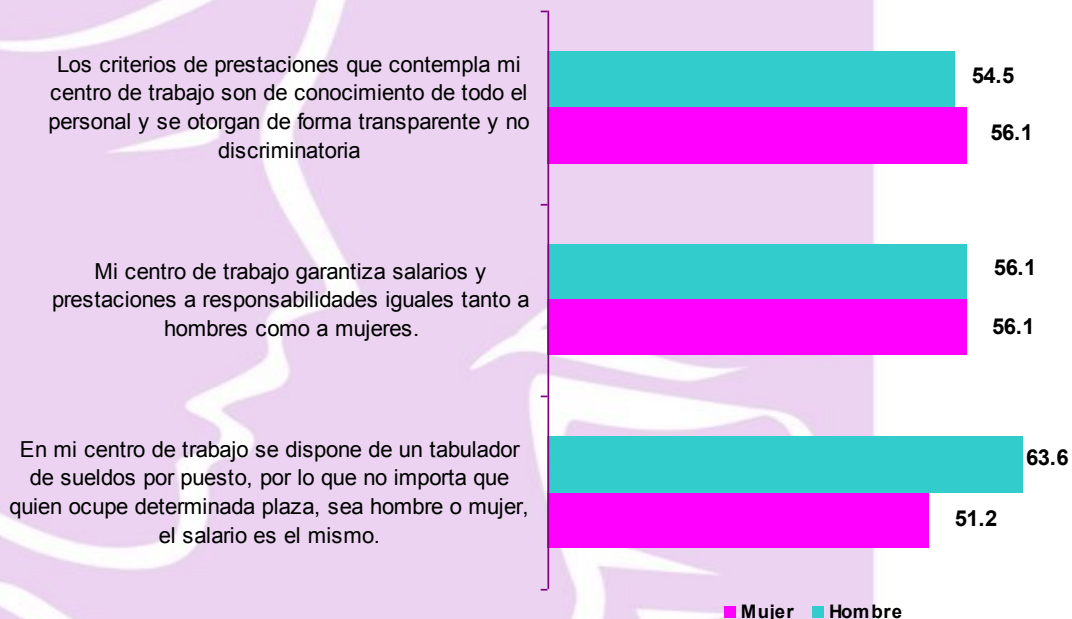 Los criterios de prestaciones que contempla mi
centro de trabajo son de conocimiento de todo el
personal y se otorgan de forma transparente y no
discriminatoria
54.5
56.1
Mi centro de trabajo garantiza salarios y
prestaciones a responsabilidades iguales tanto a
hombres como a mujeres.
56.1
56.1
En mi centro de trabajo se dispone de un tabulador
de sueldos por puesto, por lo que no importa que
quien ocupe determinada plaza, sea hombre o mujer,
el salario es el mismo.
63.6
51.2
Mujer Hombre